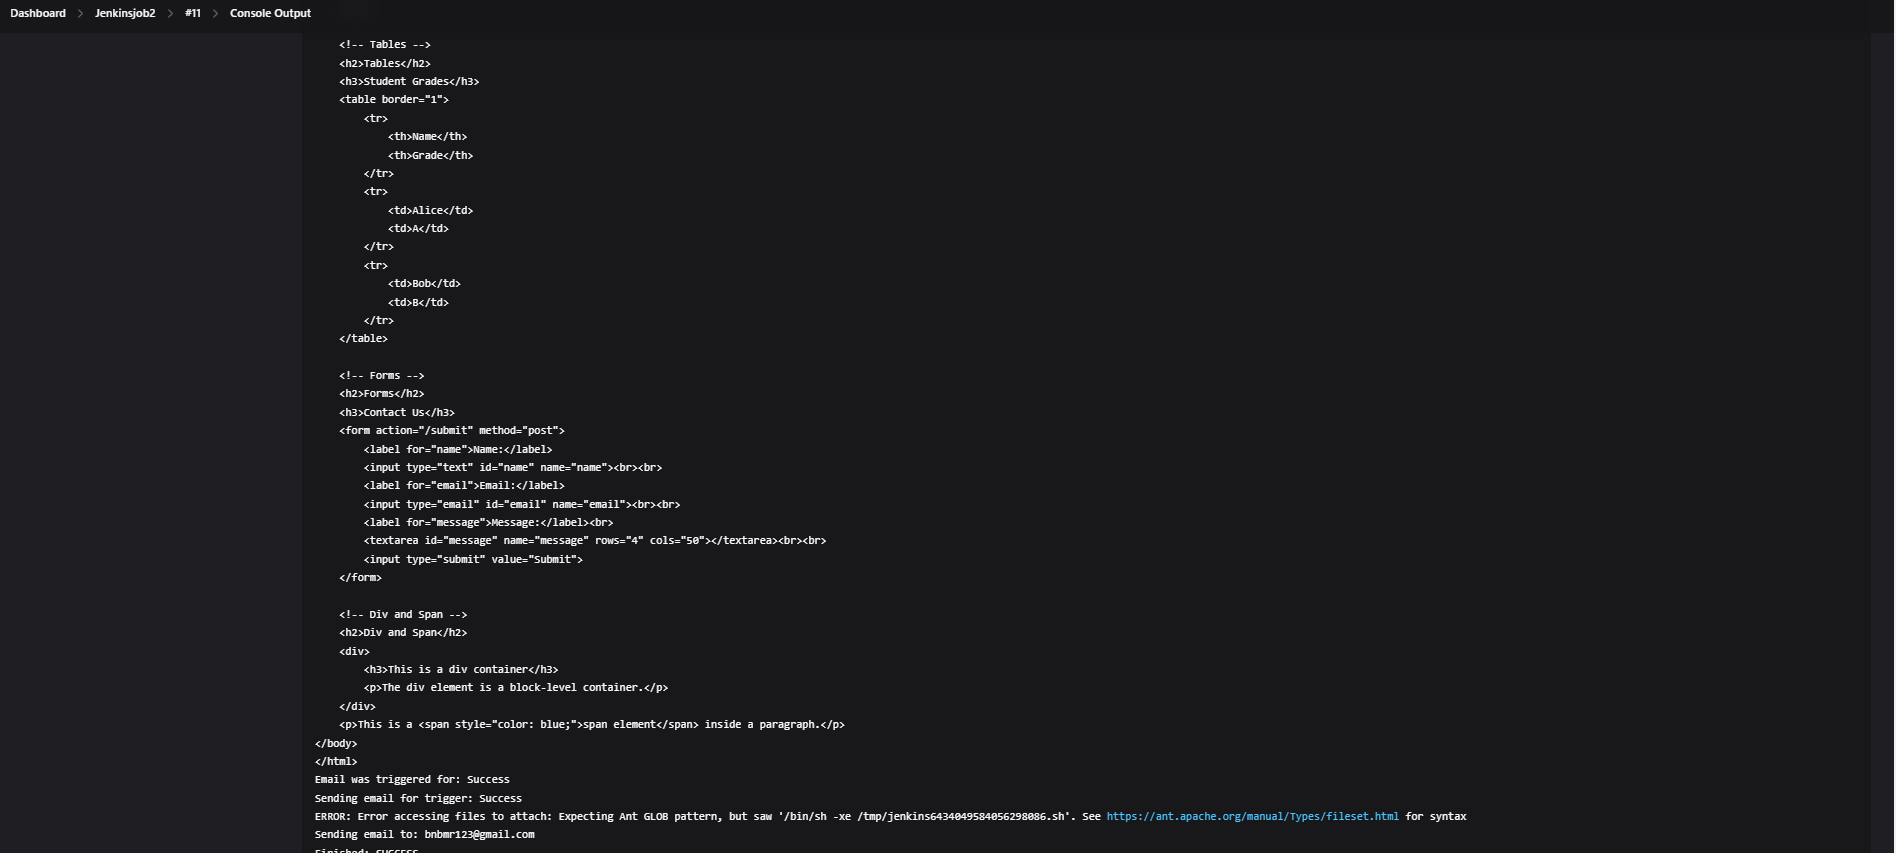 Dashboard > Jenkinsjob2 > #11 > Console Output
<!-- Tables -->
<h2>Tables</h2>
<h3>Student Grades</h3>
<table border="1">
<tr>
<th>Name</th>
<th>Grade</th>
</tr>
<tr>
<td>Alice</td>
<td>A</td>
</tr>
<tr>
<td>Bob</td>
<td>B</td>
</tr>
</table>
<!-- Forms -->
<h2>Forms</h2>
<h3>Contact Us</h3>
<form action="/submit" method="post">
<label for="name">Name:</label>
<input type="text" id="name" name="name"><br><br>
<label for="email">Email:</label>
<input type="email" id="email" name="email"><br><br>
<label for="message">Message:</label><br>
<textarea id="message" name="message" rows="4" cols="50"></textarea><br><br>
<input type="submit" value="Submit">
</form>
<!-- Div and Span -->
<h2>Div and Span</h2>
<div>
<h3>This is a div container</h3>
<p>The div element is a block-level container.</p>
</div>
<p>This is a <span style="color: blue;">span element</span> inside a paragraph.</p>
</body>
</html>
Email was triggered for: Success
Sending email for trigger: Success
ERROR: Error accessing files to attach: Expecting Ant GLOB pattern, but saw '/bin/sh -xe /tmp/jenkins6434049584056298086.sh'. See https://ant.apache.org/manual/Types/fileset.html for syntax
Sending email to: bnbmr123@gmail.com
Finished: SUCCESS